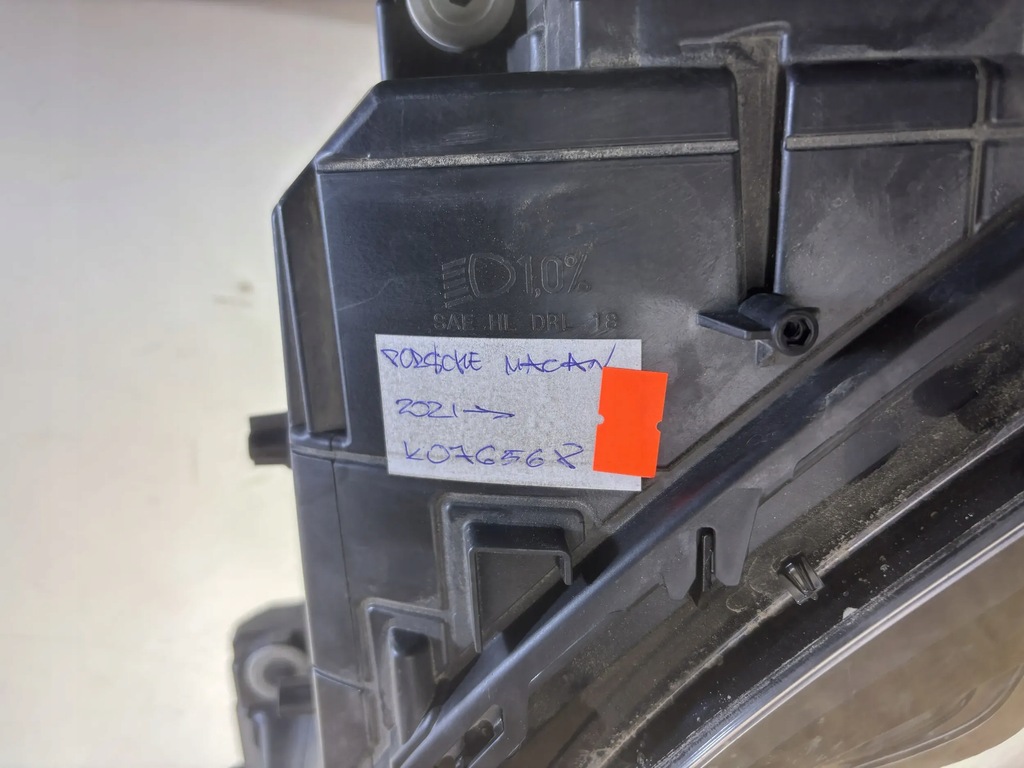 1,0%
SAE HL DRL 18
PORSCHE MACAN
2021→
K076568